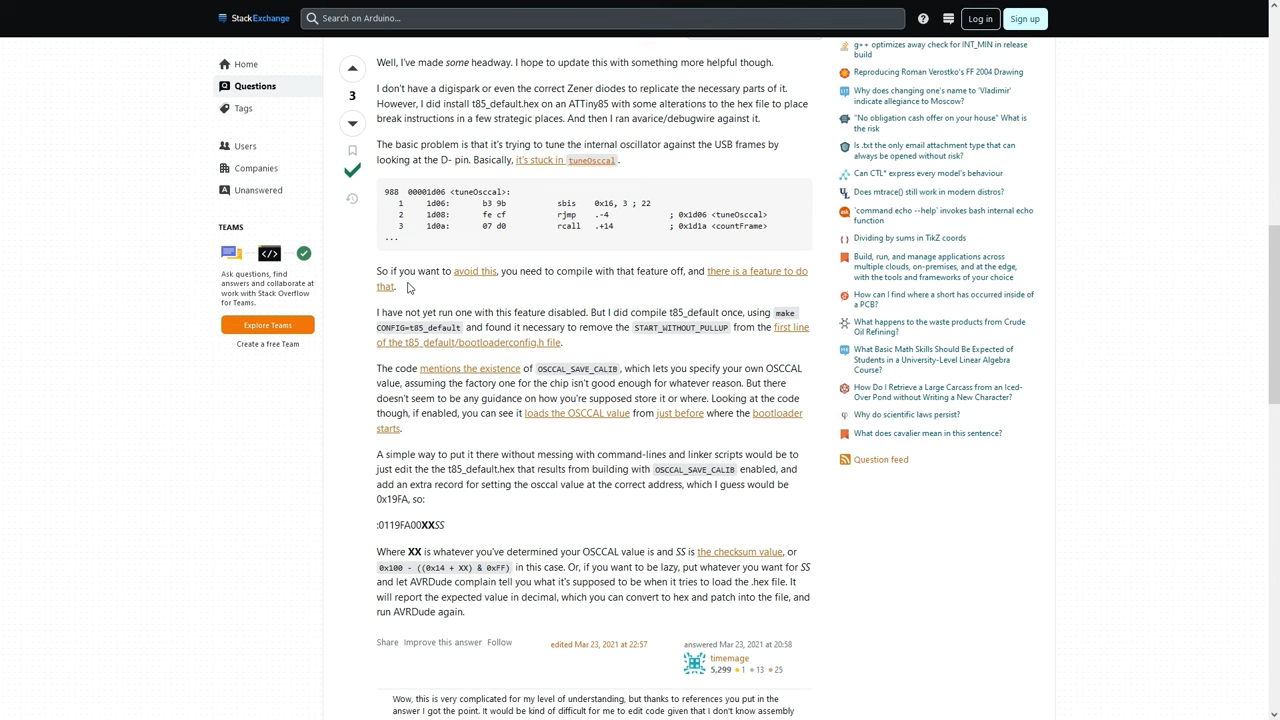 StackExchange
Search on Arduino...
Log in
Sign up
Home
Questions
Tags
Users
Companies
Unanswered
TEAMS
Ask questions, find
answers and collaborate at
work with Stack Overflow
for Teams.
Explore Teams
Create a free Team
3
Well, I've made some headway. I hope to update this with something more helpful though.
I don't have a digispark or even the correct Zener diodes to replicate the necessary parts of it.
However, I did install t85_default.hex on an ATTiny85 with some alterations to the hex file to place
break instructions in a few strategic places. And then I ran avarice/debugwire against it.
The basic problem is that it's trying to tune the internal oscillator against the USB frames by
looking at the D- pin. Basically, it's stuck in tuneOsccal.
988 00001d06 <tuneOsccal>:
1 1d06: b3 9b sbis 0x16, 3 ; 22
2 1d08: fe cf rjmp .-4 ; 0x1d06 <tuneOsccal>
3 1d0a: 07 d0 rcall .+14 ; 0x1d1a <countFrame>
...
So if you want to avoid this, you need to compile with that feature off, and there is a feature to do
that.
I have not yet run one with this feature disabled. But I did compile t85_default once, using make
CONFIG=t85_default and found it necessary to remove the START_WITHOUT_PULLUP from the first line
of the t85_default/bootloaderconfig.h file.
The code mentions the existence of OSCCAL_SAVE_CALIB, which lets you specify your own OSCCAL
value, assuming the factory one for the chip isn't good enough for whatever reason. But there
doesn't seem to be any guidance on how you're supposed store it or where. Looking at the code
though, if enabled, you can see it loads the OSCCAL value from just before where the bootloader
starts.
A simple way to put it there without messing with command-lines and linker scripts would be to
just edit the the t85_default.hex that results from building with OSCCAL_SAVE_CALIB enabled, and
add an extra record for setting the osccal value at the correct address, which I guess would be
0x19FA, so:
:0119FA00XXSS
Where XX is whatever you've determined your OSCCAL value is and SS is the checksum value, or
0x100 - ((0x14 + XX) & 0xFF) in this case. Or, if you want to be lazy, put whatever you want for SS
and let AVRDude complain tell you what it's supposed to be when it tries to load the .hex file. It
will report the expected value in decimal, which you can convert to hex and patch into the file, and
run AVRDude again.
Share Improve this answer Follow
edited Mar 23, 2021 at 22:57
answered Mar 23, 2021 at 20:58
timemage
5,299 1 13 25
Wow, this is very complicated for my level of understanding, but thanks to references you put in the
answer I got the point. It would be kind of difficult for me to edit code given that I don't know assembly
g++ optimizes away check for INT_MIN in release
build
Reproducing Roman Verostko's FF 2004 Drawing
Why does changing one's name to 'Vladimir'
indicate allegiance to Moscow?
"No obligation cash offer on your house" What is
the risk
Is .txt the only email attachment type that can
always be opened without risk?
Can CTL* express every model's behaviour
Does mtrace() still work in modern distros?
'command echo --help' invokes bash internal echo
function
Dividing by sums in TikZ coords
Build, run, and manage applications across
multiple clouds, on-premises, and at the edge,
with the tools and frameworks of your choice
How can I find where a short has occurred inside of
a PCB?
What happens to the waste products from Crude
Oil Refining?
What Basic Math Skills Should Be Expected of
Students in a University-Level Linear Algebra
Course?
How Do I Retrieve a Large Carcass from an Iced-
Over Pond without Writing a New Character?
Why do scientific laws persist?
What does cavalier mean in this sentence?
Question feed